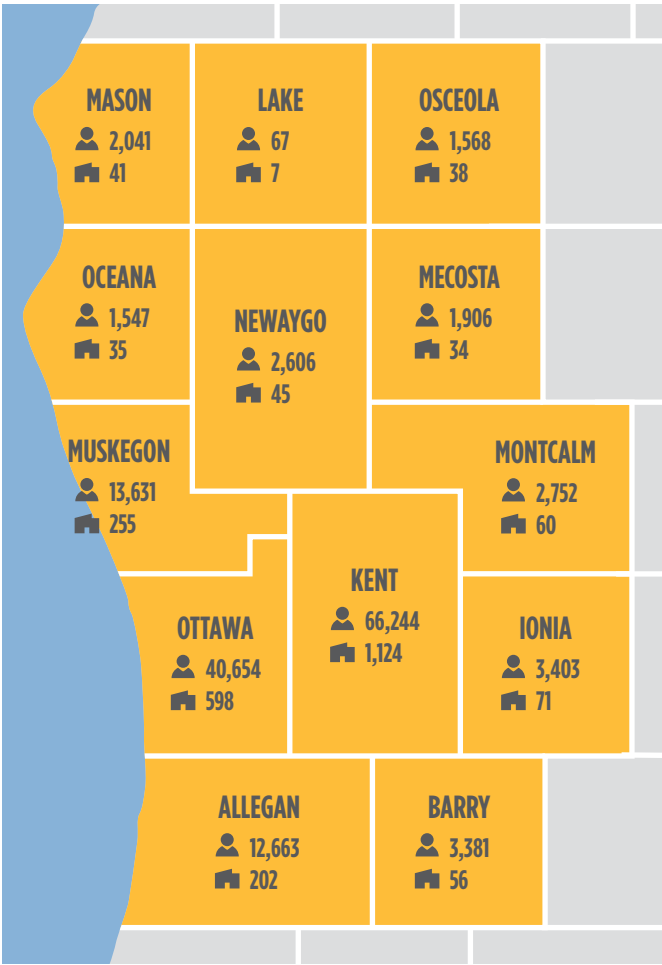 MASON
2,041
41
LAKE
67
7
OSCEOLA
1,568
38
OCEANA
1,547
35
NEWAYGO
2,606
45
MECOSTA
1,906
34
MUSKEGON
13,631
255
MONTCALM
2,752
60
KENT
66,244
1,124
OTTAWA
40,654
598
IONIA
3,403
71
ALLEGAN
12,663
202
BARRY
3,381
56